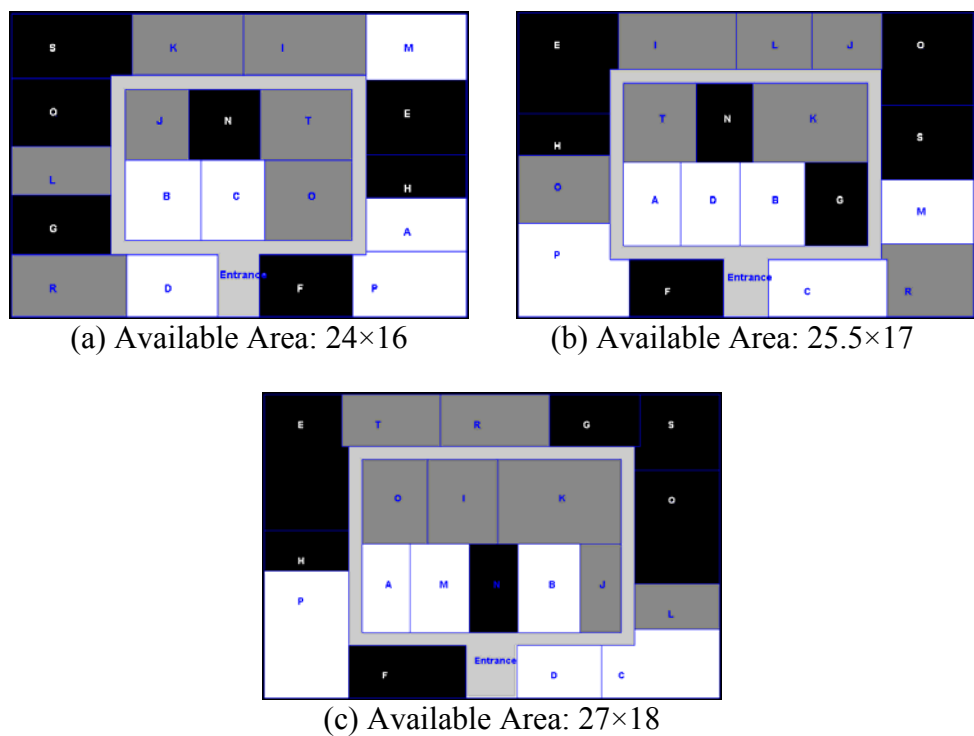 S K I M
O J N T E
L B C O H
G A
R D Entrance F P
(a) Available Area: 24×16
E I L J O
H T N K S
O A D B G M
P F Entrance C R
(b) Available Area: 25.5×17
E T R G S
O I K O
H A M N B J
P L
F Entrance D C
(c) Available Area: 27×18